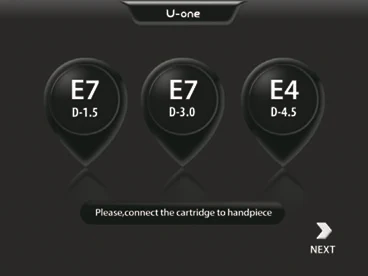 U-one
E7
D-1.5
E7
D-3.0
E4
D-4.5
Please,connect the cartridge to handpiece
NEXT